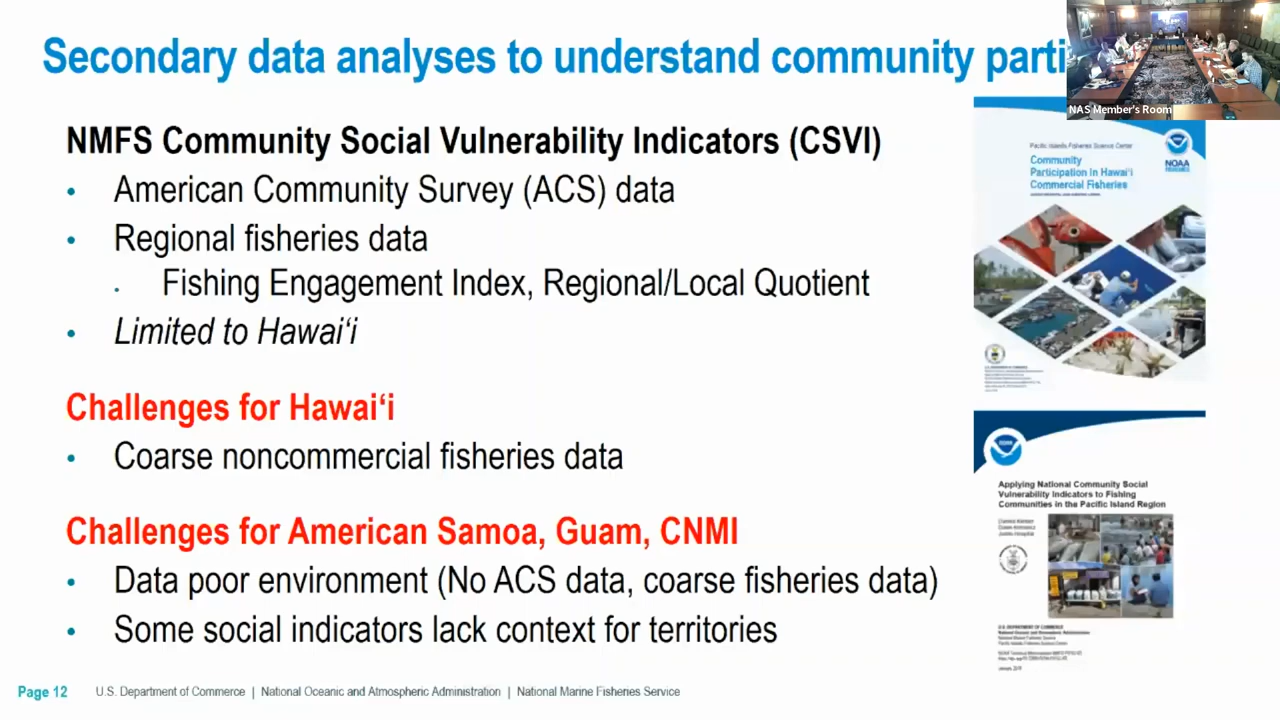 Secondary data analyses to understand community parti
NAS Member's Room
NMFS Community Social Vulnerability Indicators (CSVI)
• American Community Survey (ACS) data
• Regional fisheries data
• Fishing Engagement Index, Regional/Local Quotient
• Limited to Hawai‘i
Challenges for Hawai‘i
• Coarse noncommercial fisheries data
Challenges for American Samoa, Guam, CNMI
• Data poor environment (No ACS data, coarse fisheries data)
• Some social indicators lack context for territories
Pacific Islands Fisheries Science Center
Community
Participation in Hawai‘i
Commercial Fisheries
NOAA
FISHERIES
Applying National Community Social
Vulnerability Indicators to Fishing
Communities in the Pacific Island Region
Page 12 U.S. Department of Commerce | National Oceanic and Atmospheric Administration | National Marine Fisheries Service